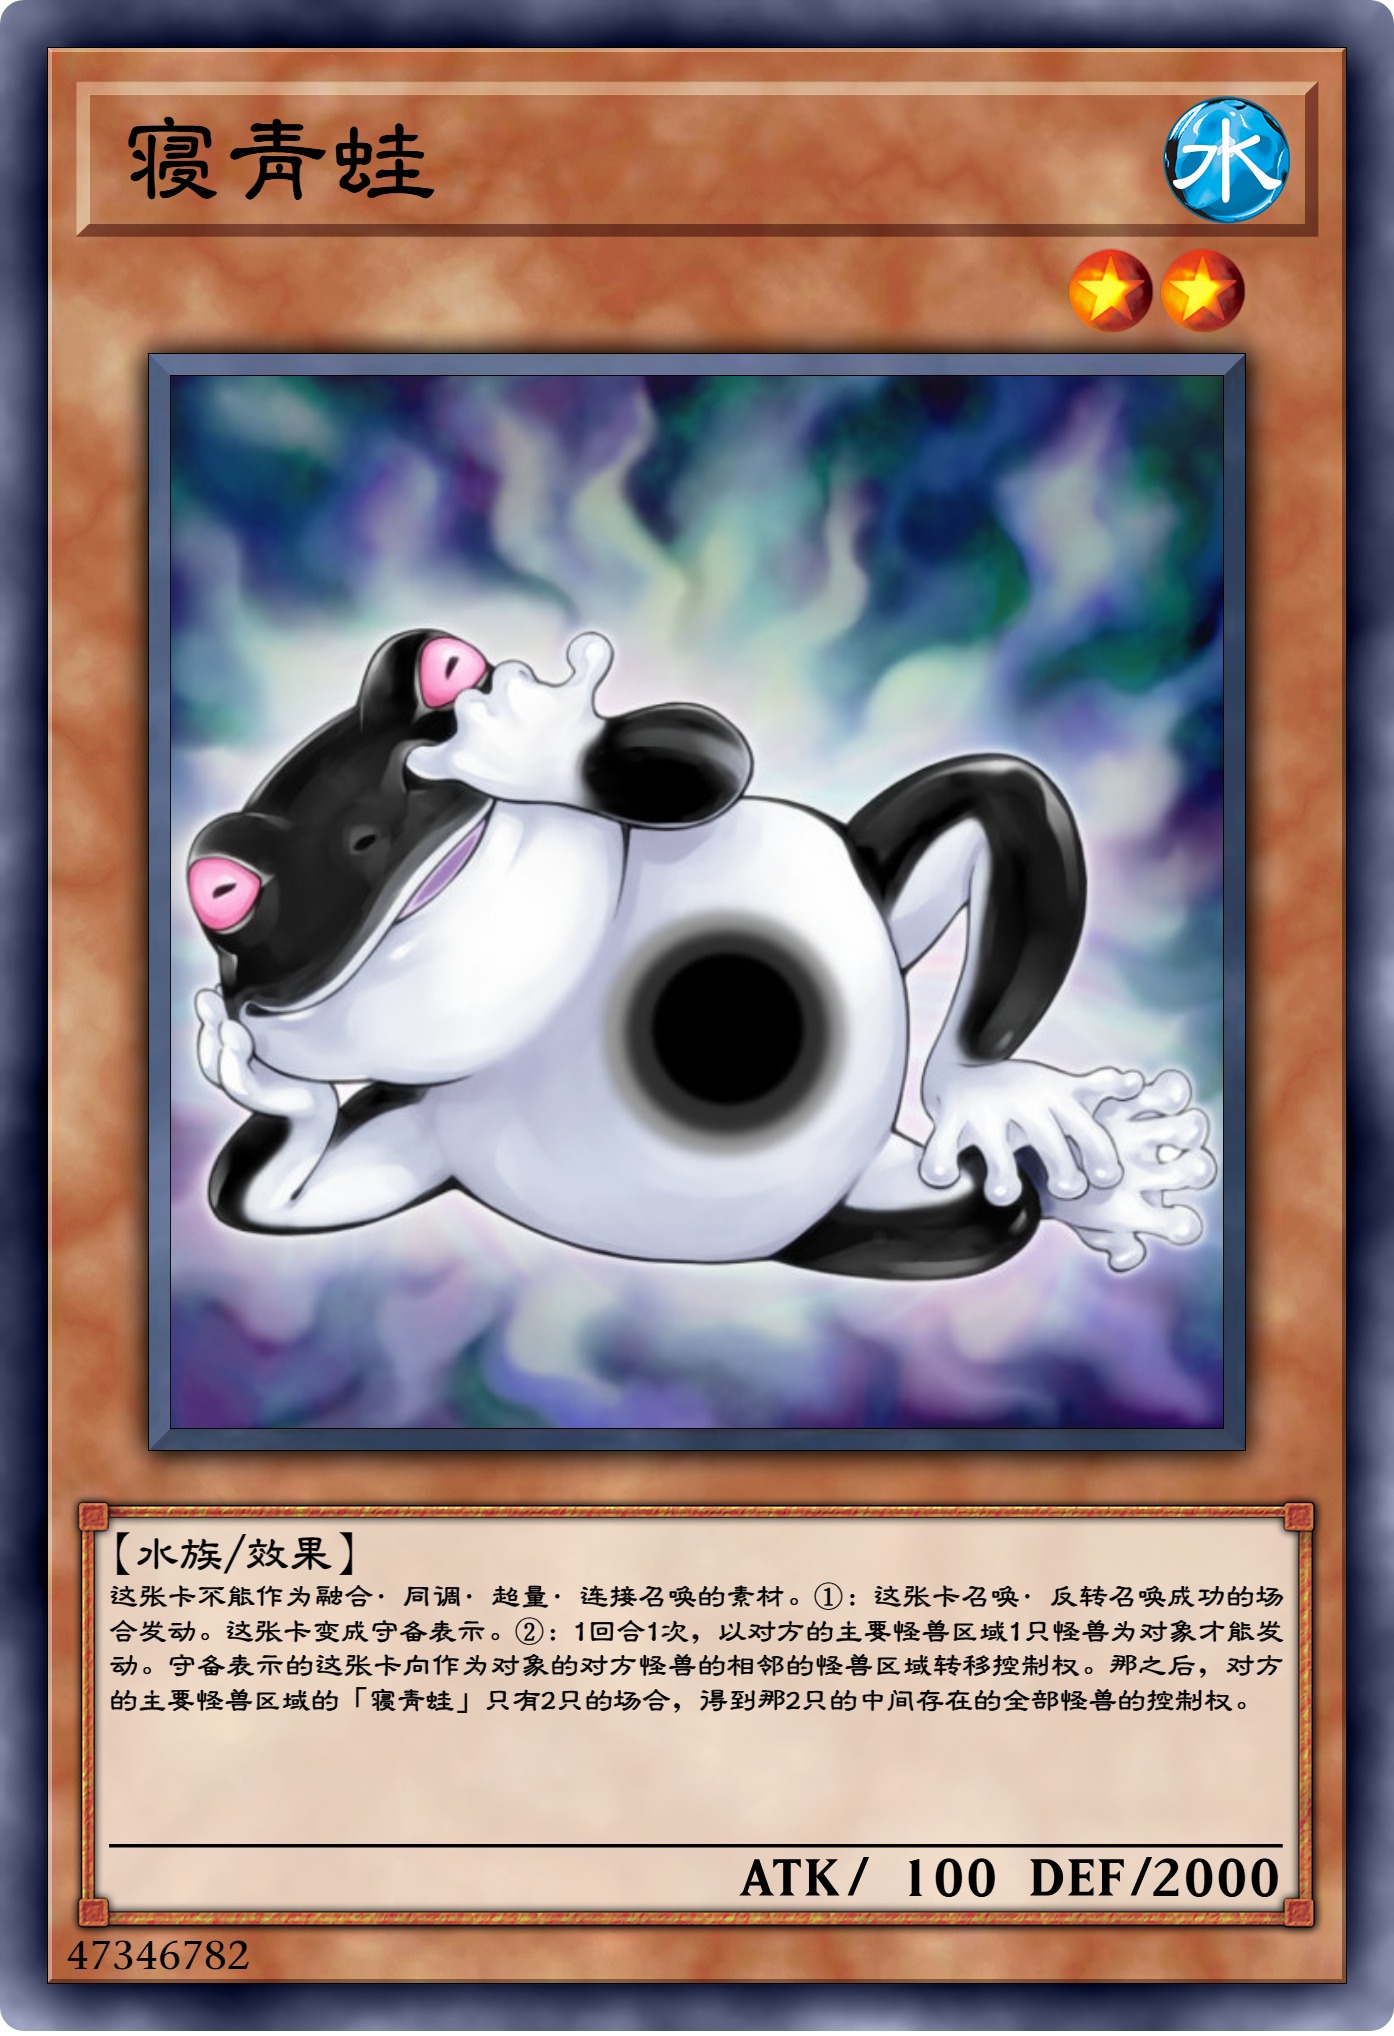 寝青蛙
水
【水族/效果】
这张卡不能作为融合·同调·超量·连接召唤的素材。①：这张卡召唤·反转召唤成功的场
合发动。这张卡变成守备表示。②：1回合1次，以对方的主要怪兽区域1只怪兽为对象才能发
动。守备表示的这张卡向作为对象的对方怪兽的相邻的怪兽区域转移控制权。那之后，对方
的主要怪兽区域的「寝青蛙」只有2只的场合，得到那2只的中间存在的全部怪兽的控制权。
ATK/ 100 DEF/2000
47346782